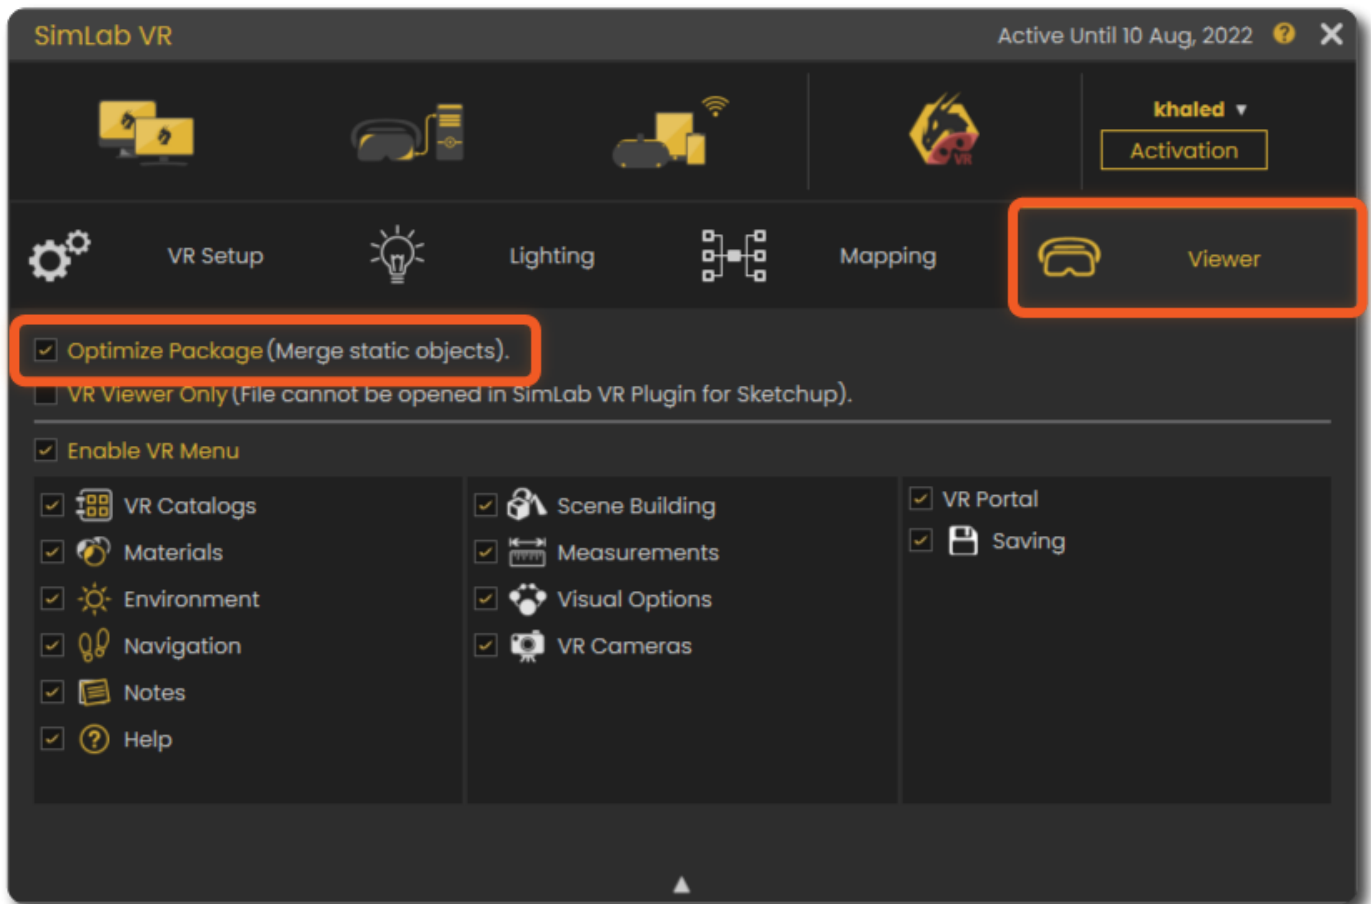 SimLab VR
Active Until 10 Aug, 2022 ?
VR
khaled
Activation
VR Setup
Lighting
Mapping
Viewer
Optimize Package (Merge static objects).
VR Viewer Only (File cannot be opened in SimLab VR Plugin for Sketchup).
Enable VR Menu
VR Catalogs
Materials
Environment
Navigation
Notes
? Help
Scene Building
Measurements
Visual Options
VR Cameras
VR Portal
Saving